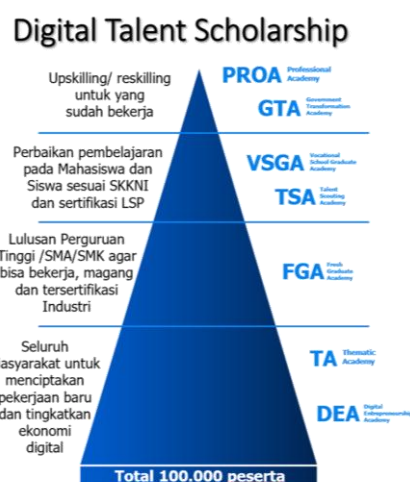 Digital Talent Scholarship
Upskilling/ reskilling
untuk yang
sudah bekerja
PROA Professional
Academy
GTA Government
Transformation
Academy
Perbaikan pembelajaran
pada Mahasiswa dan
Siswa sesuai SKKNI
dan sertifikasi LSP
VSGA Vocational
School Graduate
Academy
TSA Talent
Scouting
Academy
Lulusan Perguruan
Tinggi /SMA/SMK agar
bisa bekerja, magang
dan tersertifikasi
Industri
FGA Fresh
Graduate
Academy
Seluruh
asyarakat untuk
menciptakan
pekerjaan baru
dan tingkatkan
ekonomi
digital
TA Thematic
Academy
DEA Digital
Entrepreneurship
Academy
Total 100.000 peserta